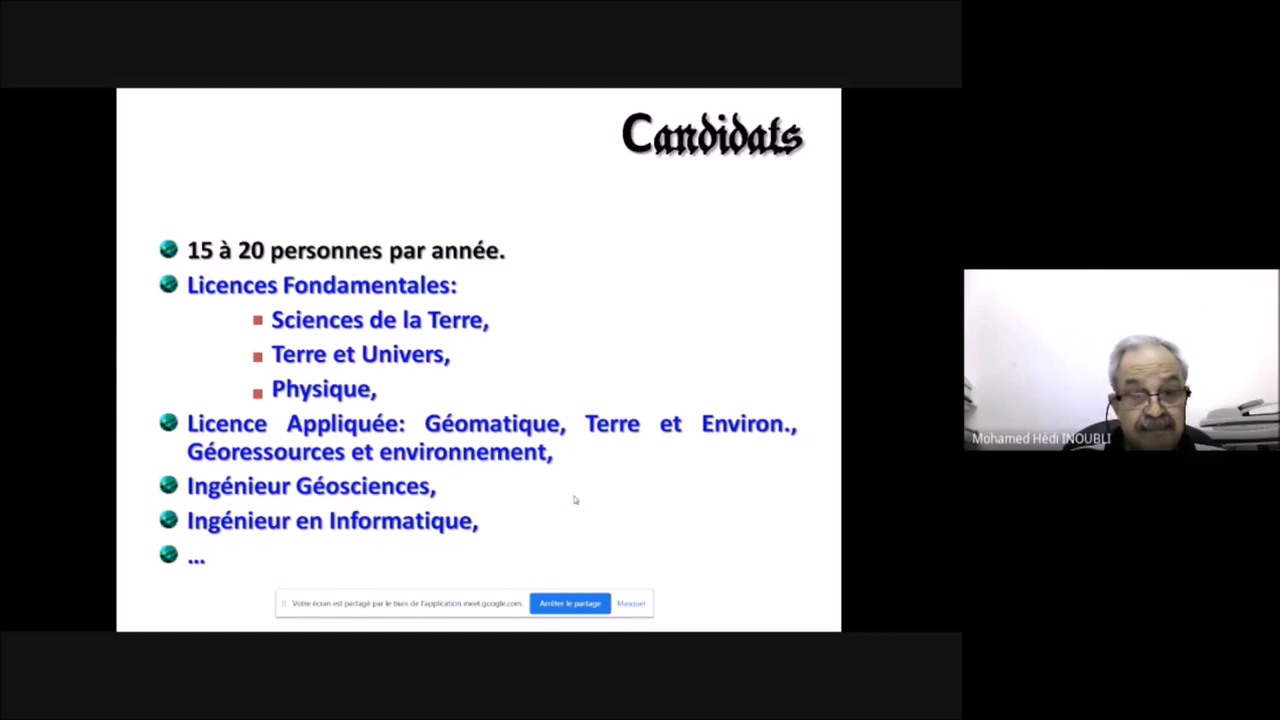 Candidats
15 à 20 personnes par année.
Licences Fondamentales:
Sciences de la Terre,
Terre et Univers,
Physique,
Licence Appliquée: Géomatique, Terre et Environ.,
Géoressources et environnement,
Ingénieur Géosciences,
Ingénieur en Informatique,
...
Votre écran est partagé par le biais de l'application meet.google.com. Arrêter le partage Masquer
Mohamed Hédi INOUBLI